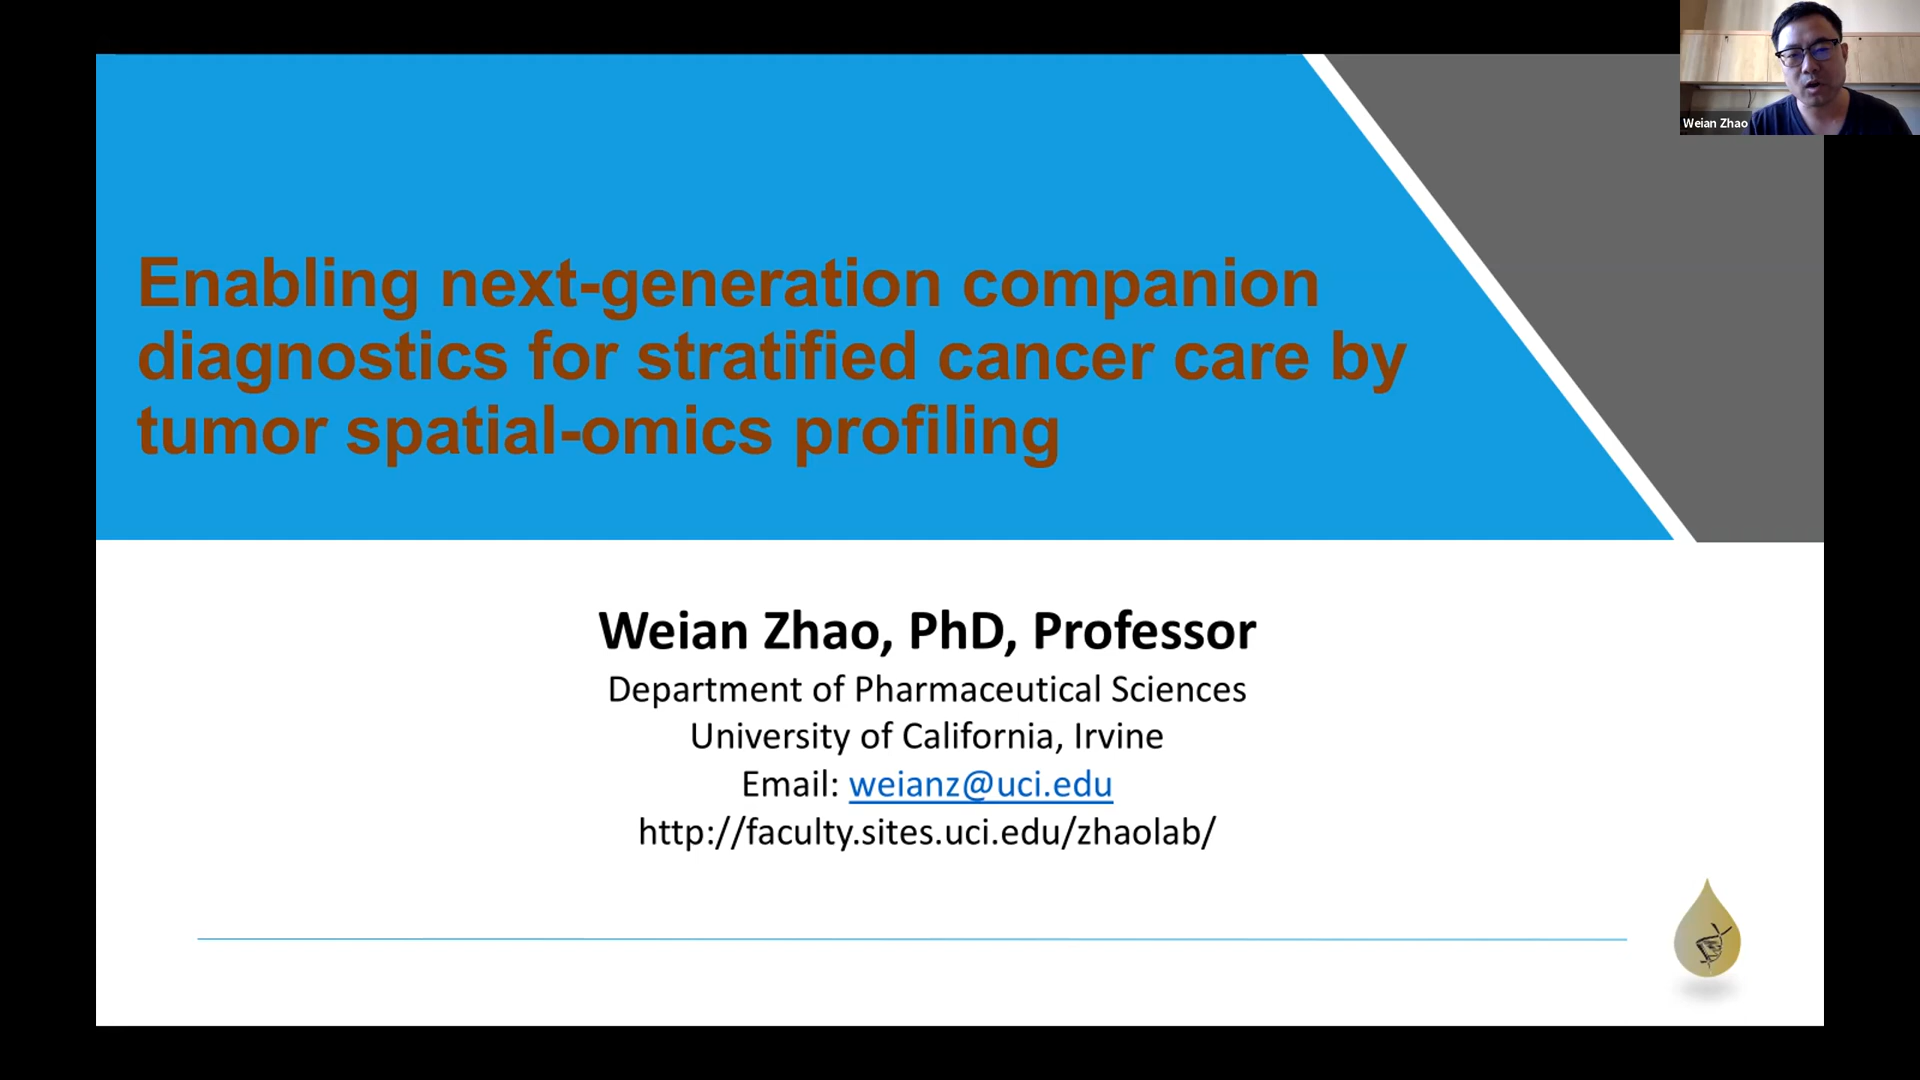 Weian Zhao
Enabling next-generation companion
diagnostics for stratified cancer care by
tumor spatial-omics profiling
Weian Zhao, PhD, Professor
Department of Pharmaceutical Sciences
University of California, Irvine
Email: weianz@uci.edu
http://faculty.sites.uci.edu/zhaolab/